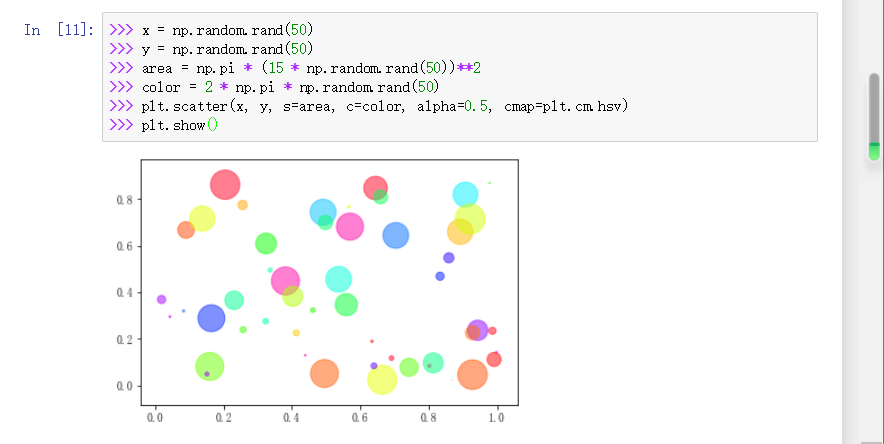 In [11]: >>> x = np.random.rand(50)
>>> y = np.random.rand(50)
>>> area = np.pi * (15 * np.random.rand(50))**2
>>> color = 2 * np.pi * np.random.rand(50)
>>> plt.scatter(x, y, s=area, c=color, alpha=0.5, cmap=plt.cm.hsv)
>>> plt.show()
0.8
0.6
0.4
0.2
0.0
0.0 0.2 0.4 0.6 0.8 1.0